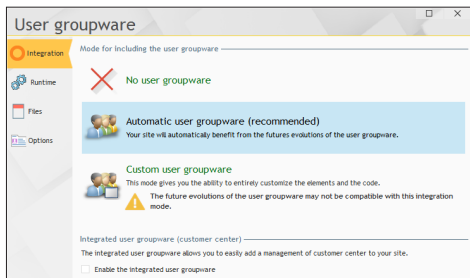 User groupware
Integration
Mode for including the user groupware
No user groupware
Runtime
Files
Automatic user groupware (recommended)
Your site will automatically benefit from the futures evolutions of the user groupware.
Options
Custom user groupware
This mode gives you the ability to entirely customize the elements and the code.
The future evolutions of the user groupware may not be compatible with this integration
mode.
Integrated user groupware (customer center)
The integrated user groupware allows you to easily add a management of customer center to your site.
Enable the integrated user groupware